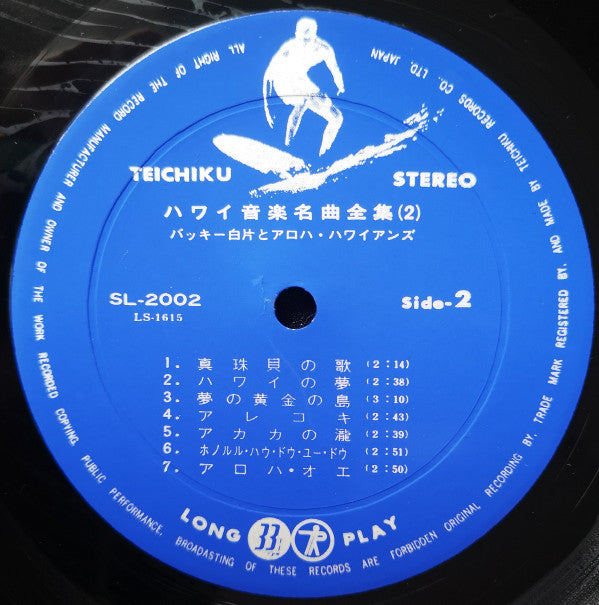 TEICHIKU STEREO
ハワイ音楽名曲全集(2)
バッキー白片とアロハ・ハワイアンズ
SL-2002 Side-2
LS-1615
1. 真珠貝の歌 (2:14)
2. ハワイの夢 (2:38)
3. 夢の黄金の島 (3:10)
4. アレコキ (2:43)
5. アカカの瀧 (2:39)
6. ホノルル・ハウ・ドウ・ユー・ドウ (2:51)
7. アロハ・オエ (2:50)
LONG 33⅓ PLAY
ALL RIGHT OF THE RECORD MANUFACTURER AND OWNER OF THE WORK RECORDED COPYING, PUBLIC PERFORMANCE, BROADASTING OF THESE RECORDS ARE FORBIDDEN ORIGINAL RECORDING BY, TRADE MARK REGISTERED BY, AND MADE BY TEICHIKU RECORDS CO., LTD. JAPAN